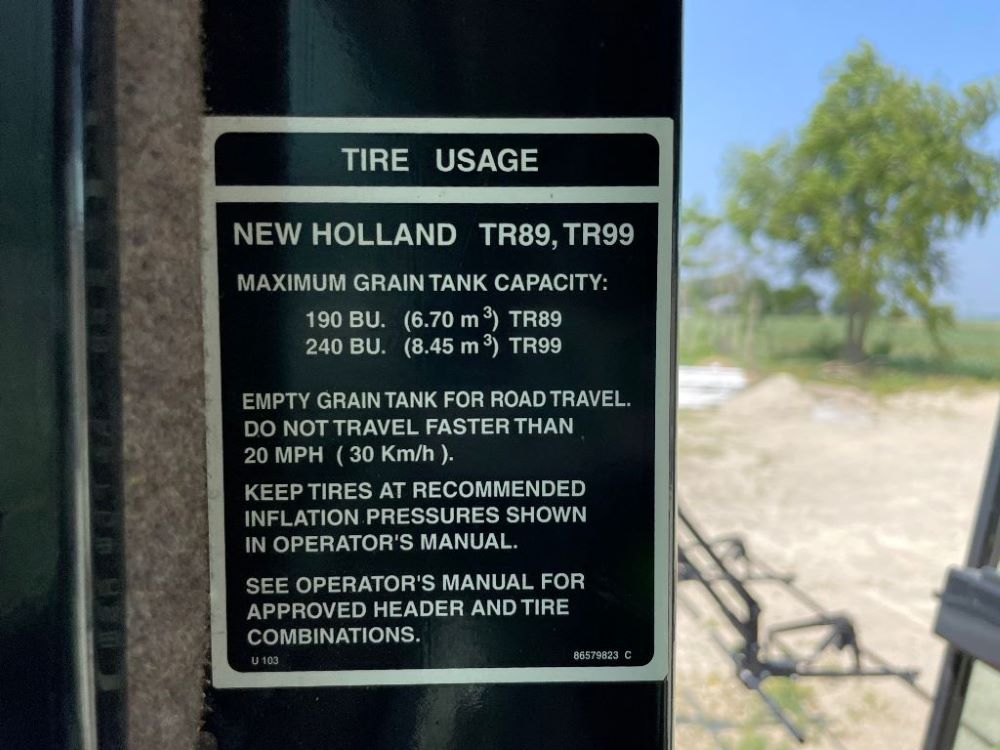 TIRE USAGE
NEW HOLLAND TR89, TR99
MAXIMUM GRAIN TANK CAPACITY:
190 BU. (6.70 m³) TR89
240 BU. (8.45 m³) TR99
EMPTY GRAIN TANK FOR ROAD TRAVEL.
DO NOT TRAVEL FASTER THAN
20 MPH ( 30 Km/h ).
KEEP TIRES AT RECOMMENDED
INFLATION PRESSURES SHOWN
IN OPERATOR'S MANUAL.
SEE OPERATOR'S MANUAL FOR
APPROVED HEADER AND TIRE
COMBINATIONS.
U 103 86579823 C